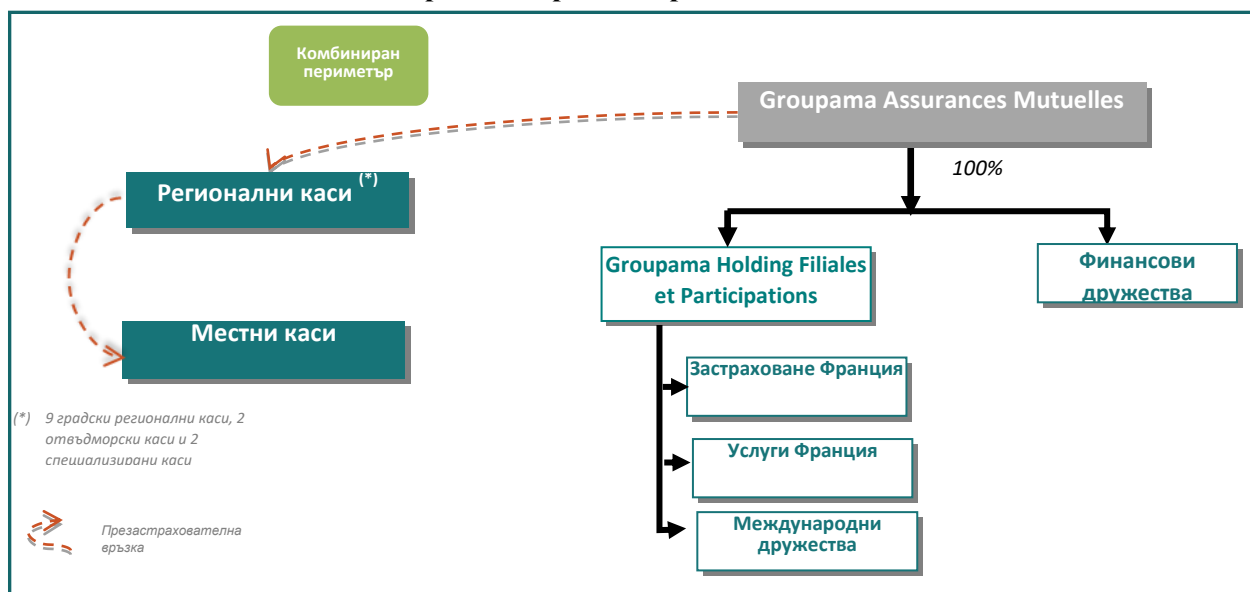 Комбиниран
периметър
Groupama Assurances Mutuelles
100%
Регионални каси (*)
Groupama Holding Filiales
et Participations
Финансови
дружества
Местни каси
Застраховане Франция
(*) 9 градски регионални каси, 2
отвъдморски каси и 2
специализирани каси
Услуги Франция
Международни
дружества
Презастрахователна
връзка